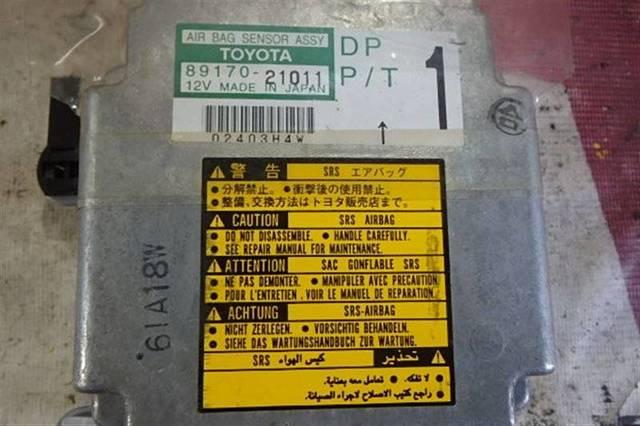 AIR BAG SENSOR ASSY
TOYOTA
89170-21011
12V MADE IN JAPAN
DP
P/T
1
02403H4W
↑
61A18W
警告 SRS エアバッグ
●分解禁止。●衝撃後の使用禁止。
●整備、交換方法はトヨタ販売店まで。
CAUTION SRS AIRBAG
● DO NOT DISASSEMBLE. ● HANDLE CAREFULLY.
● SEE REPAIR MANUAL FOR MAINTENANCE.
ATTENTION SAC GONFLABLE SRS
● NE PAS DEMONTER. ● MANIPULER AVEC PRECAUTION.
● POUR L'ENTRETIEN, VOIR LE MANUEL DE REPARATION.
ACHTUNG SRS-AIRBAG
● NICHT ZERLEGEN. ● VORSICHTIG BEHANDELN.
● SIEHE DAS WARTUNGSHANDBUCH ZUR WARTUNG.
تحذير كيس الهواء SRS
● لا تفكه. ● تعامل معه بعناية.
● راجع كتيب الاصلاح لاجراء الصيانة.